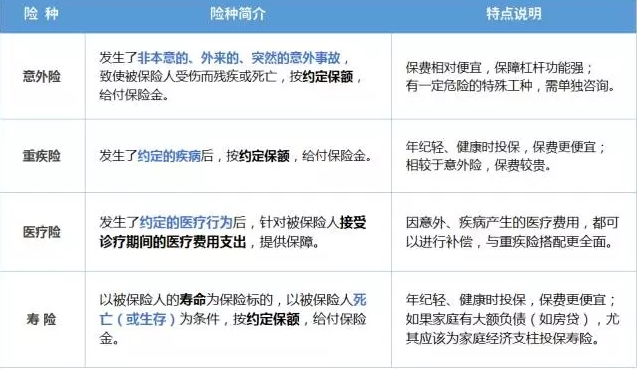 险 种 险种简介 特点说明
意外险
发生了非本意的、外来的、突然的意外事故，
致使被保险人受伤而残疾或死亡，按约定保额，
给付保险金。
保费相对便宜，保障杠杆功能强；
有一定危险的特殊工种，需单独咨询。
重疾险
发生了约定的疾病后，按约定保额，给付保险金。
年纪轻、健康时投保，保费更便宜；
相较于意外险，保费较贵。
医疗险
发生了约定的医疗行为后，针对被保险人接受
诊疗期间的医疗费用支出，提供保障。
因意外、疾病产生的医疗费用，都可
以进行补偿，与重疾险搭配更全面。
寿 险
以被保险人的寿命为保险标的，以被保险人死
亡（或生存）为条件，按约定保额，给付保险
金。
年纪轻、健康时投保，保费更便宜；
如果家庭有大额负债（如房贷），尤
其应该为家庭经济支柱投保寿险。